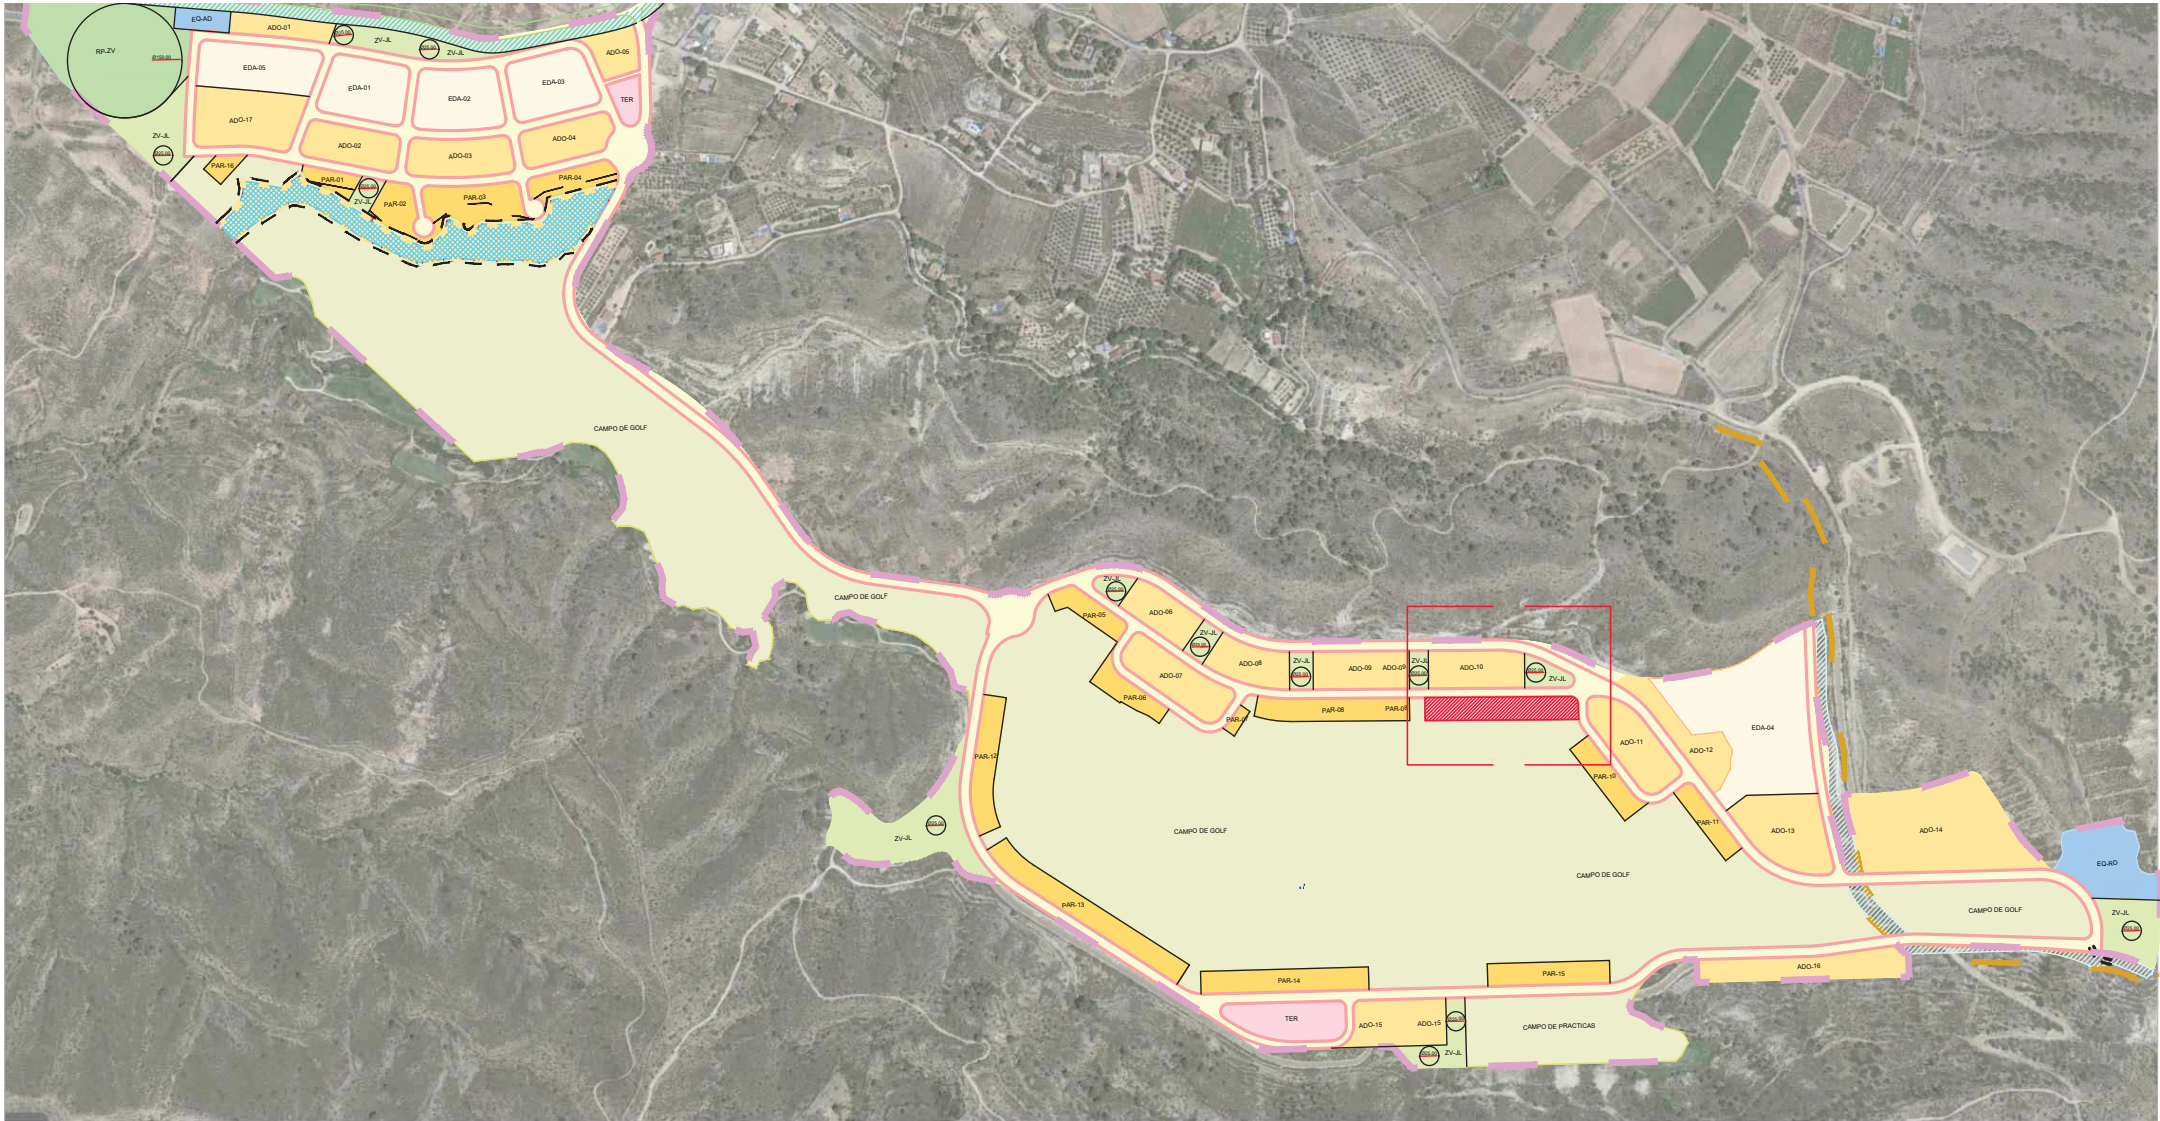 EQ-AD
ADO-01
ZV-JL
ZV-JL
ADO-05
RP-ZV
Ø150.00
EDA-05
EDA-01
EDA-02
EDA-03
TER
ADO-17
ADO-02
ADO-03
ADO-04
ZV-JL
PAR-16
PAR-01
ZV-JL
PAR-02
PAR-03
PAR-04
CAMPO DE GOLF
CAMPO DE GOLF
ZV-JL
PAR-05
ADO-06
ZV-JL
ADO-08
ZV-JL
ADO-09
ADO-09
ZV-JL
ADO-10
ZV-JL
ADO-07
PAR-06
PAR-07
PAR-08
ADO-11
ADO-12
EDA-04
PAR-10
PAR-11
ADO-13
ADO-14
EQ-RD
PAR-12
ZV-JL
CAMPO DE GOLF
CAMPO DE GOLF
CAMPO DE GOLF
ZV-JL
PAR-13
PAR-14
PAR-15
ADO-16
TER
ADO-15
ADO-15
CAMPO DE PRACTICAS
ZV-JL